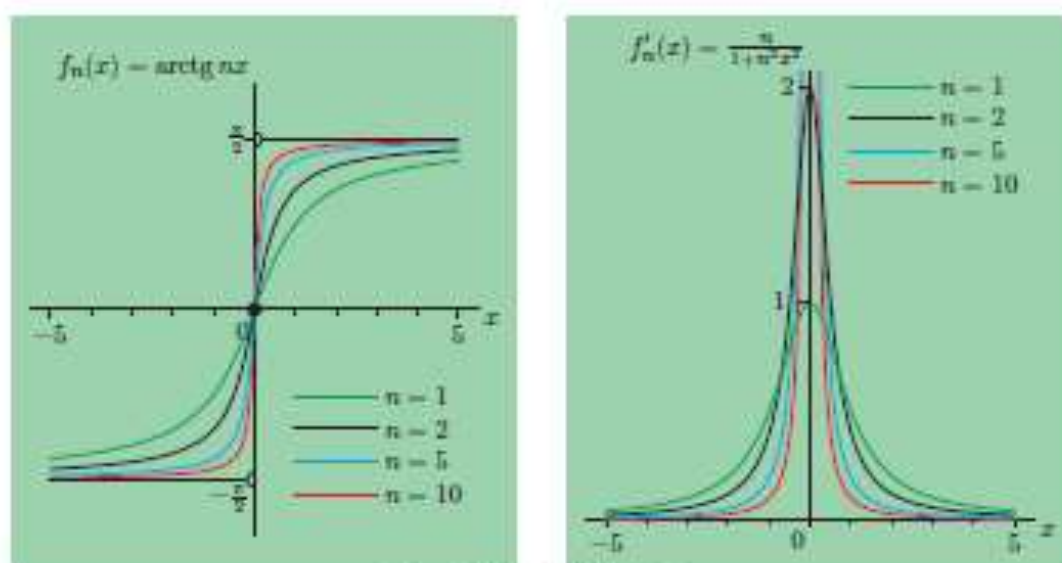 fₙ(x) = arctg nx
π/2
−5
0
5
x
n = 1
n = 2
n = 5
n = 10
−π/2
f′ₙ(x) = n/(1+n²x²)
2
n = 1
n = 2
n = 5
n = 10
1
−5
0
5
x